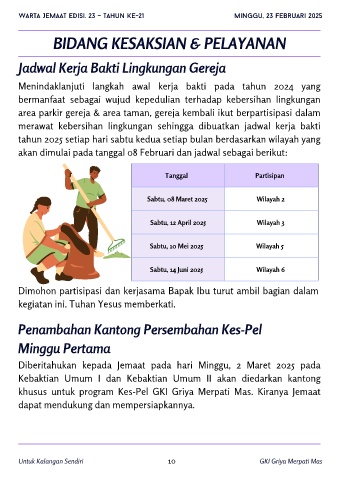 WARTA JEMAAT EDISI. 23 – TAHUN KE-21 MINGGU, 23 FEBRUARI 2025
BIDANG KESAKSIAN & PELAYANAN
Jadwal Kerja Bakti Lingkungan Gereja
Menindaklanjuti langkah awal kerja bakti pada tahun 2024 yang
bermanfaat sebagai wujud kepedulian terhadap kebersihan lingkungan
area parkir gereja & area taman, gereja kembali ikut berpartisipasi dalam
merawat kebersihan lingkungan sehingga dibuatkan jadwal kerja bakti
tahun 2025 setiap hari sabtu kedua setiap bulan berdasarkan wilayah yang
akan dimulai pada tanggal 08 Februari dan jadwal sebagai berikut:
Tanggal Partisipan
Sabtu, 08 Maret 2025 Wilayah 2
Sabtu, 12 April 2025 Wilayah 3
Sabtu, 10 Mei 2025 Wilayah 5
Sabtu, 14 Juni 2025 Wilayah 6
Dimohon partisipasi dan kerjasama Bapak Ibu turut ambil bagian dalam
kegiatan ini. Tuhan Yesus memberkati.
Penambahan Kantong Persembahan Kes-Pel
Minggu Pertama
Diberitahukan kepada Jemaat pada hari Minggu, 2 Maret 2025 pada
Kebaktian Umum I dan Kebaktian Umum II akan diedarkan kantong
khusus untuk program Kes-Pel GKI Griya Merpati Mas. Kiranya Jemaat
dapat mendukung dan mempersiapkannya.
Untuk Kalangan Sendiri 10 GKI Griya Merpati Mas